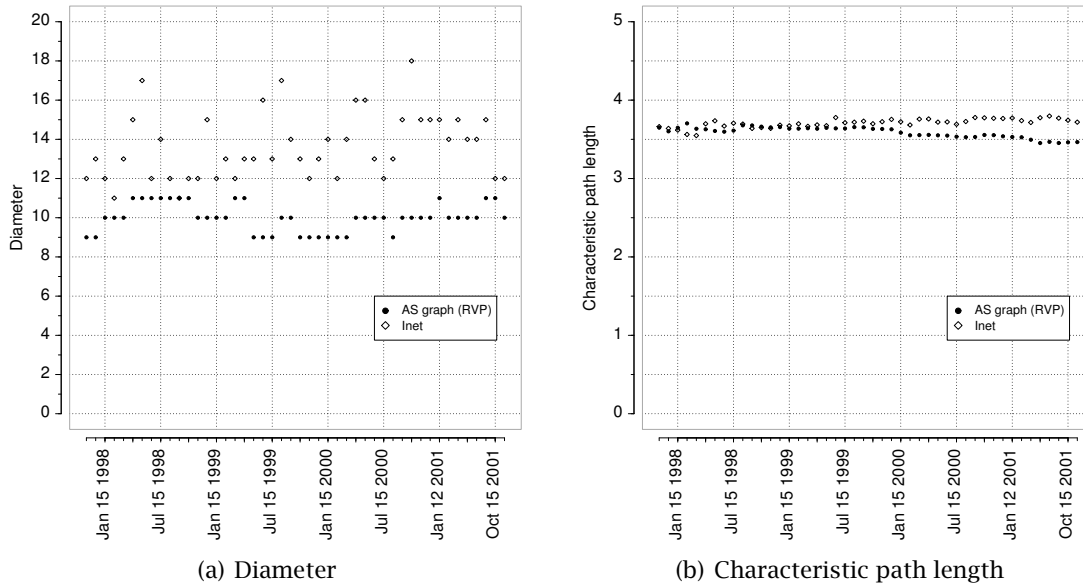 20
18
16
14
12
10
8
6
4
2
0
Diameter
AS graph (RVP)
Inet
Jan 15 1998
Jul 15 1998
Jan 15 1999
Jul 15 1999
Jan 15 2000
Jul 15 2000
Jan 12 2001
Oct 15 2001
(a) Diameter
5
4
3
2
1
0
Characteristic path length
AS graph (RVP)
Inet
Jan 15 1998
Jul 15 1998
Jan 15 1999
Jul 15 1999
Jan 15 2000
Jul 15 2000
Jan 12 2001
Oct 15 2001
(b) Characteristic path length